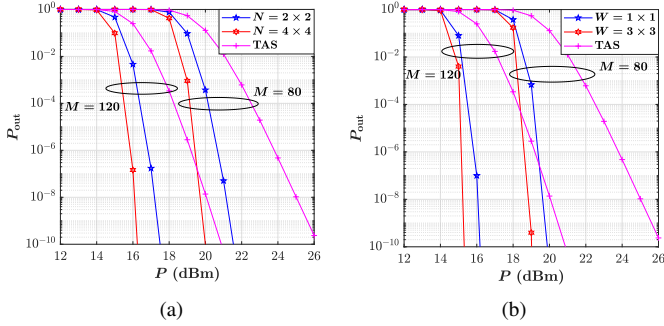 10^0
10^-2
10^-4
10^-6
10^-8
10^-10
P_out
N = 2 × 2
N = 4 × 4
TAS
M = 120
M = 80
12 14 16 18 20 22 24 26
P (dBm)
(a)
10^0
10^-2
10^-4
10^-6
10^-8
10^-10
P_out
W = 1 × 1
W = 3 × 3
TAS
M = 120
M = 80
12 14 16 18 20 22 24 26
P (dBm)
(b)